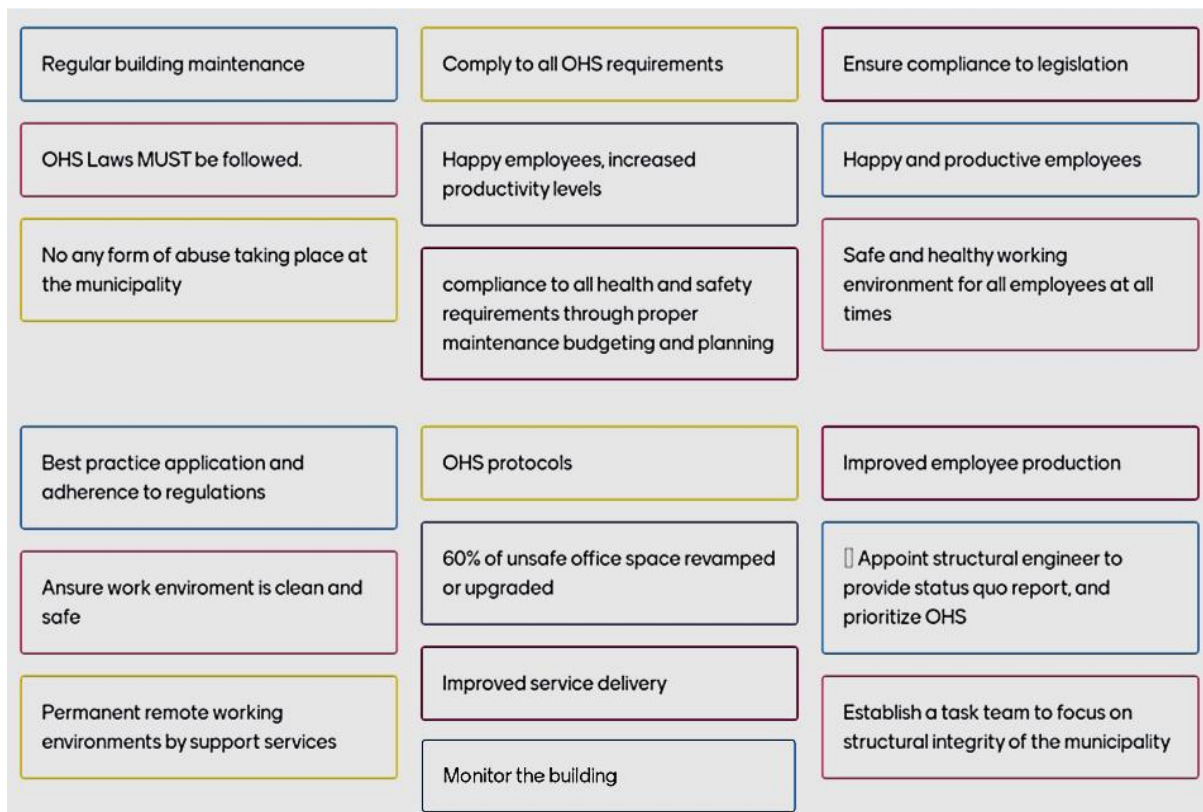 Regular building maintenance
Comply to all OHS requirements
Ensure compliance to legislation
OHS Laws MUST be followed.
Happy employees, increased
productivity levels
Happy and productive employees
No any form of abuse taking place at
the municipality
compliance to all health and safety
requirements through proper
maintenance budgeting and planning
Safe and healthy working
environment for all employees at all
times
Best practice application and
adherence to regulations
OHS protocols
Improved employee production
Ansure work enviroment is clean and
safe
60% of unsafe office space revamped
or upgraded
▯ Appoint structural engineer to
provide status quo report, and
prioritize OHS
Permanent remote working
environments by support services
Improved service delivery
Establish a task team to focus on
structural integrity of the municipality
Monitor the building